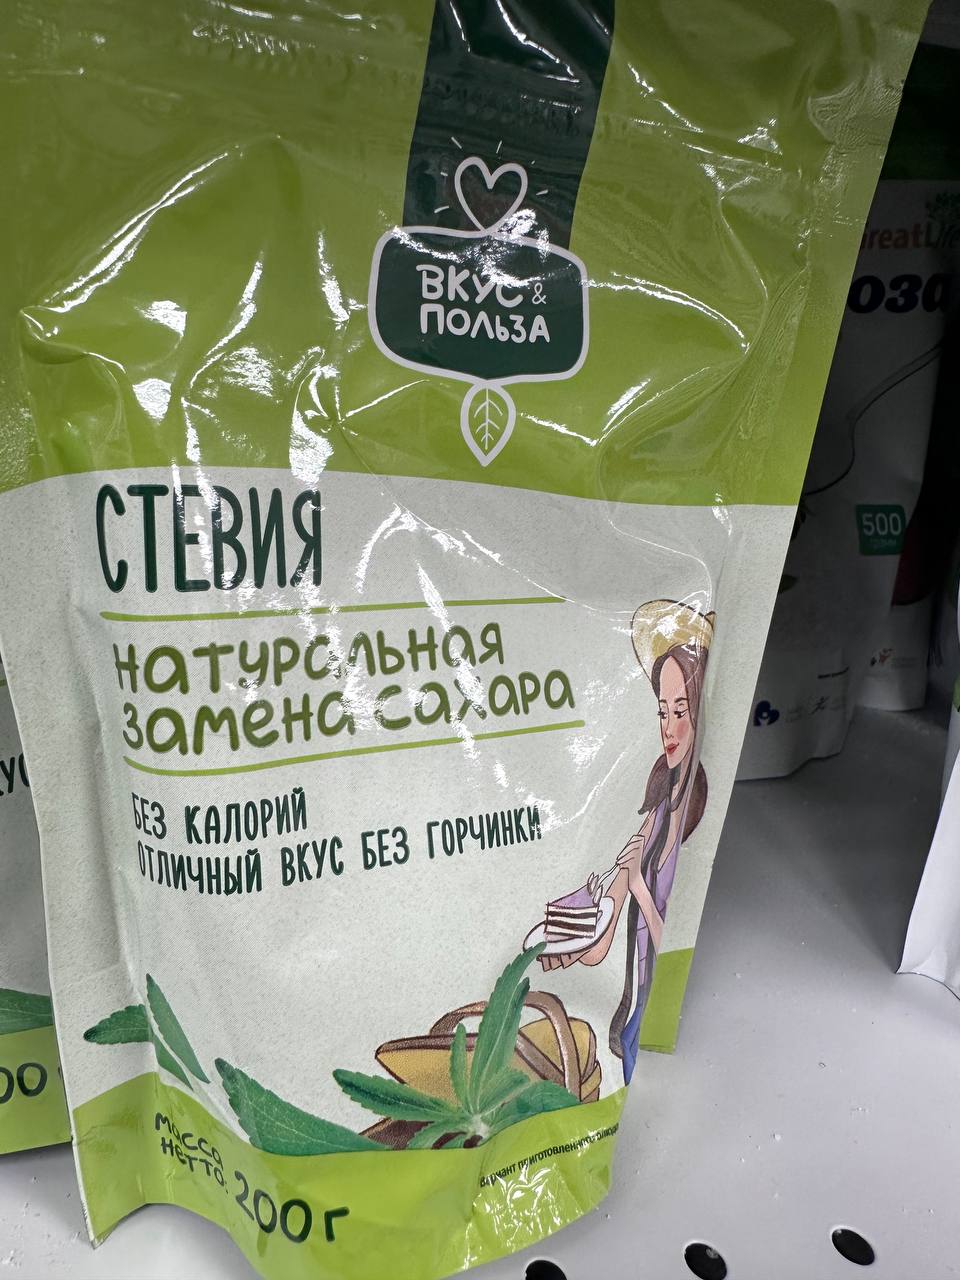 ВКУС &
ПОЛЬЗА
СТЕВИЯ
натуральная
замена сахара
БЕЗ КАЛОРИЙ
ОТЛИЧНЫЙ ВКУС БЕЗ ГОРЧИНКИ
масса
нетто:
200 г
500